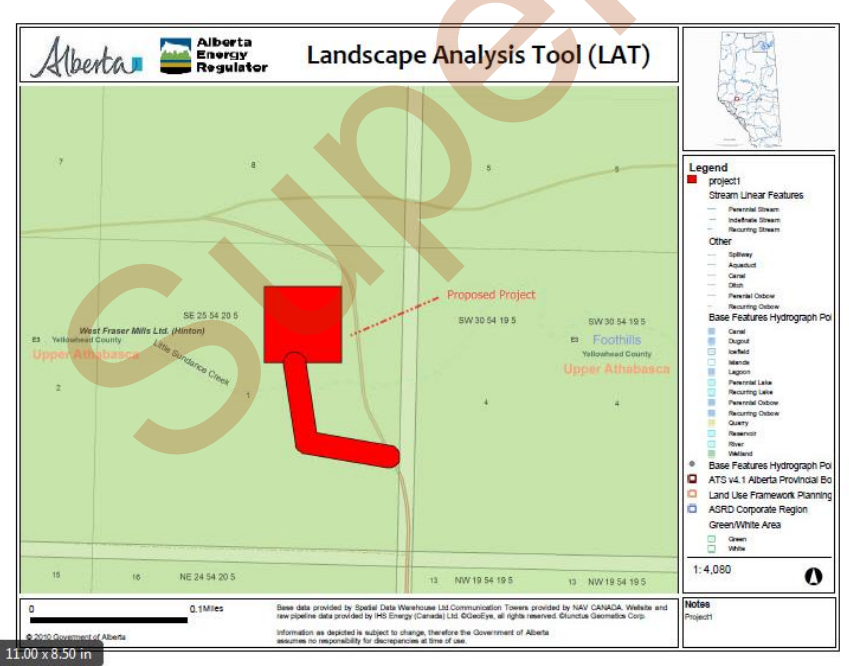 Alberta
Alberta
Energy
Regulator
Landscape Analysis Tool (LAT)
Super
7
8
5
6
Proposed Project
SE 25 54 20 5
SW 30 54 19 5
SW 30 54 19 5
West Fraser Mills Ltd. (Hinton)
E3
Yellowhead County
Upper Athabasca
Little Sundance Creek
E3
Foothills
Yellowhead County
Upper Athabasca
2
1
4
4
15
16
NE 24 54 20 5
13
NW 19 54 19 5
13
NW 19 54 19 5
Legend
project1
Stream Linear Features
Perennial Stream
Indefinate Stream
Recurring Stream
Other
Spillway
Aquaduct
Canal
Ditch
Perenial Oxbow
Recurring Oxbow
Base Features Hydrograph Pol
Canal
Dugout
Icefield
Islands
Lagoon
Perennial Lake
Recurring Lake
Perennial Oxbow
Recurring Oxbow
Quarry
Reservoir
River
Wetland
Base Features Hydrograph Poi
ATS v4.1 Alberta Provincial Bo
Land Use Framework Planning
ASRD Corporate Region
Green/White Area
Green
White
1: 4,080
0
0.1Miles
© 2010 Goverment of Alberta
Base data provided by Spatial Data Warehouse Ltd.Communication Towers provided by NAV CANADA. Wellsite and
raw pipeline data provided by IHS Energy (Canada) Ltd. ©GeoEye, all rights reserved. ©Iunctus Geomatics Corp.
Information as depicted is subject to change, therefore the Government of Alberta
assumes no responsibility for discrepancies at time of use.
Notes
Project1
11.00 x 8.50 in